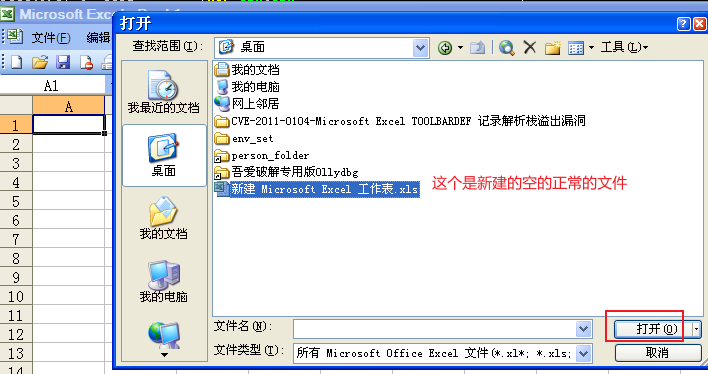 Microsoft Excel
文件(F) 编辑
A1
A
1
2
3
4
5
6
7
8
9
10
11
12
13
14
打开
查找范围(I):
桌面
工具(L)
我最近的文档
桌面
我的文档
我的电脑
我的文档
我的电脑
网上邻居
CVE-2011-0104-Microsoft Excel TOOLBARDEF 记录解析栈溢出漏洞
env_set
person_folder
吾爱破解专用版Ollydbg
新建 Microsoft Excel 工作表.xls
这个是新建的空的正常的文件
文件名(N):
打开(O)
文件类型(T):
所有 Microsoft Office Excel 文件(*.xl*; *.xls;
取消